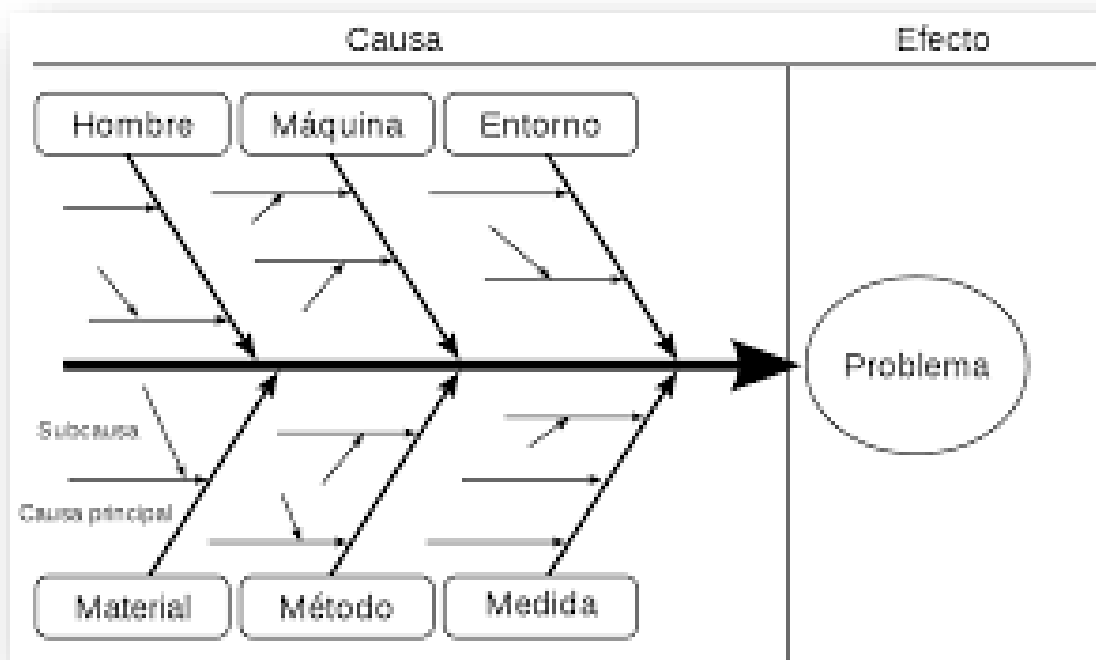 Causa Efecto
Hombre Máquina Entorno
Problema
Subcausa
Causa principal
Material Método Medida